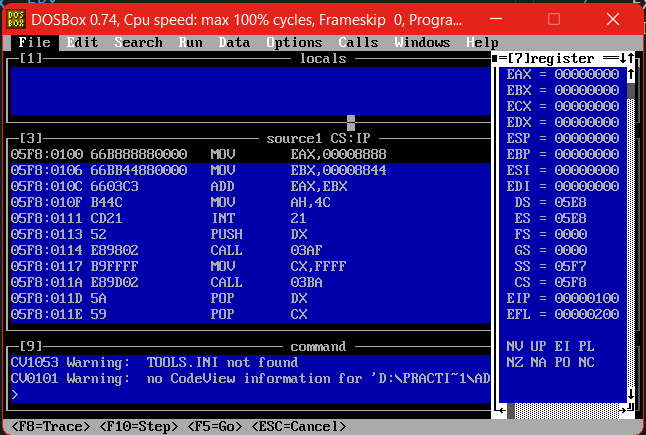 DOSBox 0.74, Cpu speed: max 100% cycles, Frameskip 0, Progra...
File Edit Search Run Data Options Calls Windows Help
[1] locals
[3] source1 CS:IP
05F8:0100 66B888880000 MOV EAX,00008888
05F8:0106 66BB44880000 MOV EBX,00008844
05F8:010C 6603C3 ADD EAX,EBX
05F8:010F B44C MOV AH,4C
05F8:0111 CD21 INT 21
05F8:0113 52 PUSH DX
05F8:0114 E89802 CALL 03AF
05F8:0117 B9FFFF MOV CX,FFFF
05F8:011A E89D02 CALL 03BA
05F8:011D 5A POP DX
05F8:011E 59 POP CX
[9] command
CV1053 Warning: TOOLS.INI not found
CV0101 Warning: no CodeView information for 'D:\PRACTI~1\AD
>
[7]register
EAX = 00000000
EBX = 00000000
ECX = 00000000
EDX = 00000000
ESP = 00000000
EBP = 00000000
ESI = 00000000
EDI = 00000000
DS = 05E8
ES = 05E8
FS = 0000
GS = 0000
SS = 05F7
CS = 05F8
EIP = 00000100
EFL = 00000200
NV UP EI PL
NZ NA PO NC
<F8=Trace> <F10=Step> <F5=Go> <ESC=Cancel>